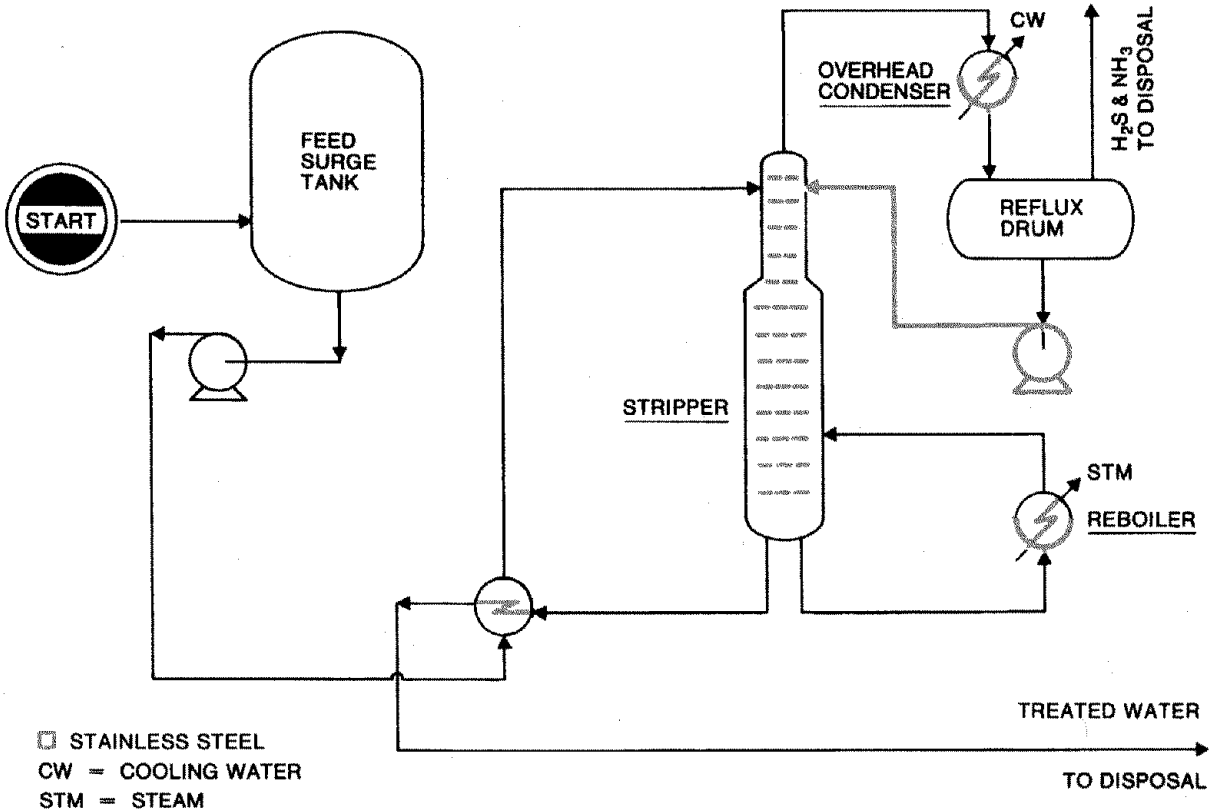 CW
OVERHEAD
CONDENSER
H₂S & NH₃
TO DISPOSAL
FEED
SURGE
TANK
START
REFLUX
DRUM
STRIPPER
STM
REBOILER
TREATED WATER
TO DISPOSAL
STAINLESS STEEL
CW = COOLING WATER
STM = STEAM